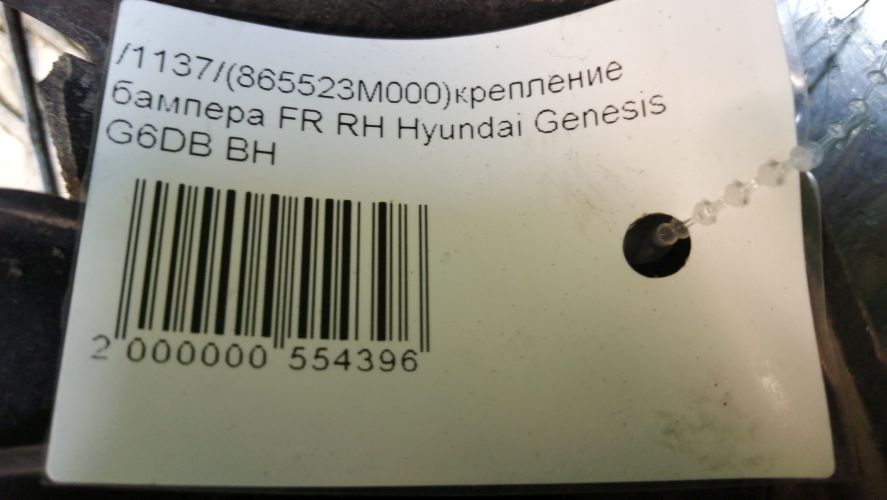 /1137/(865523M000)крепление
бампера FR RH Hyundai Genesis
G6DB BH
2 000000 554396